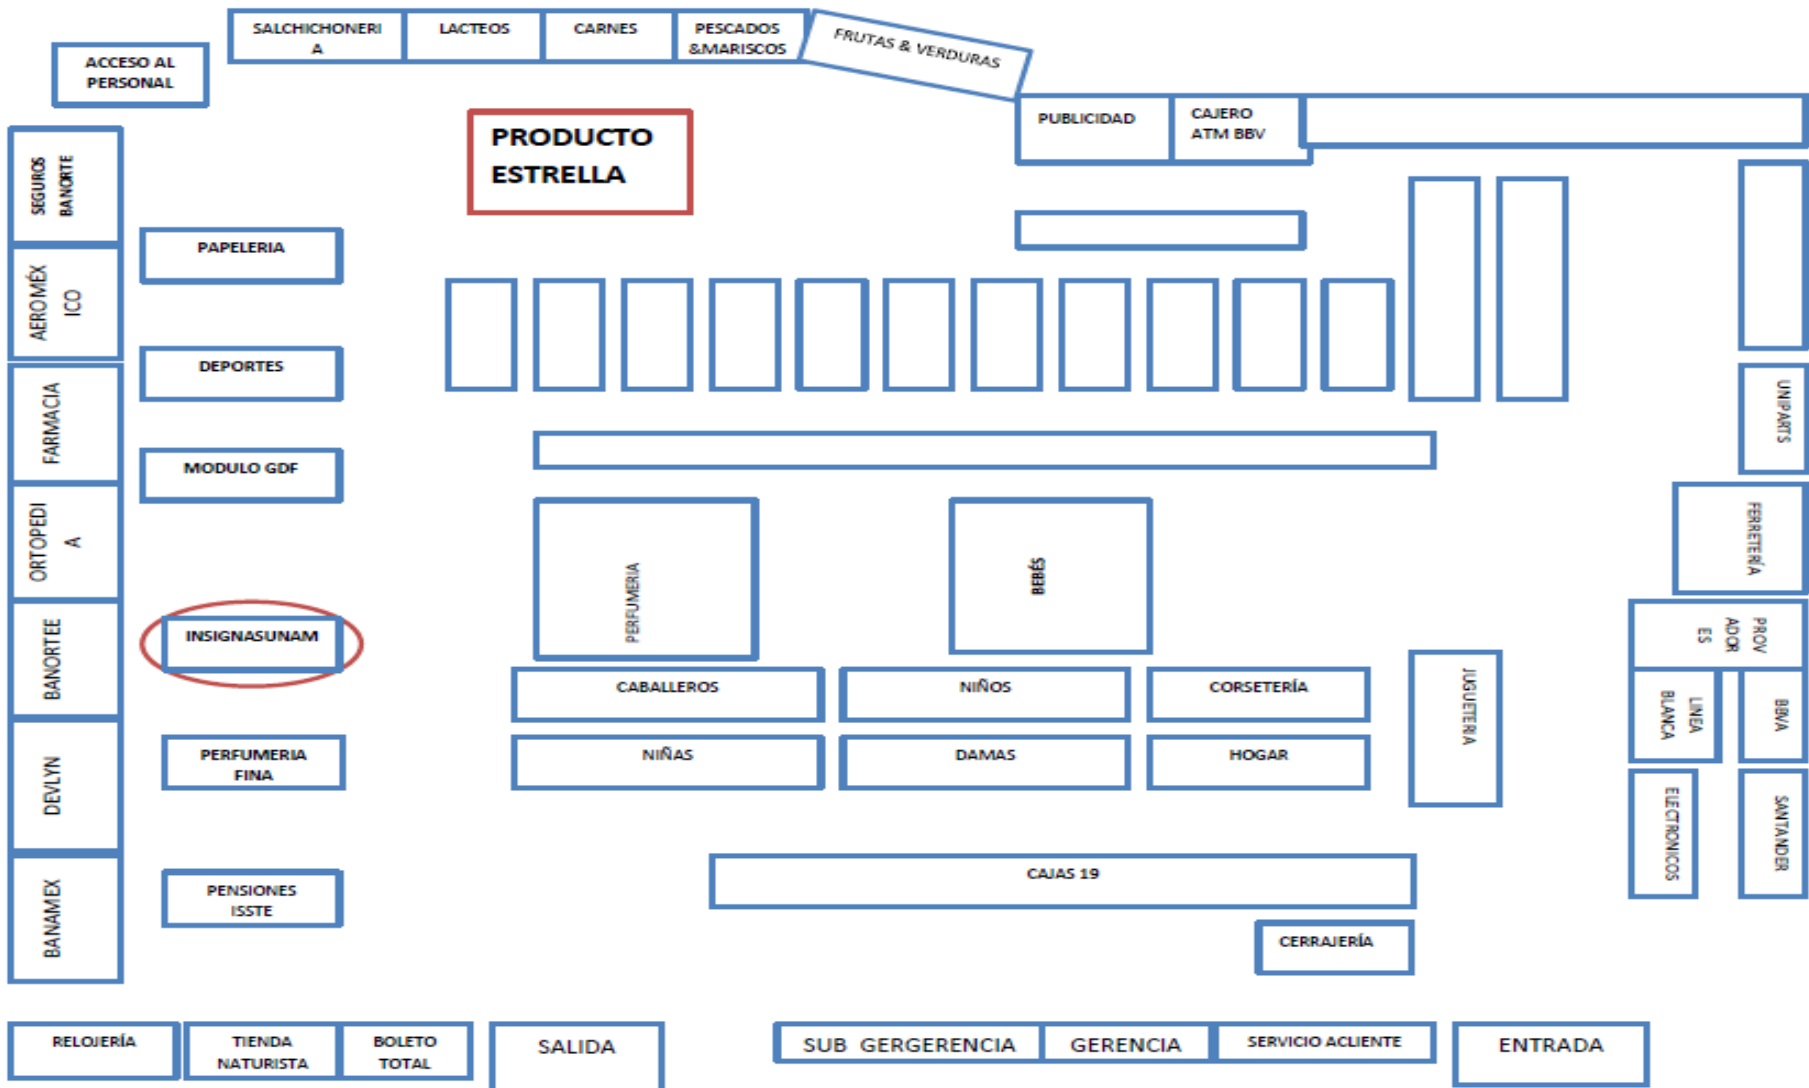 SALCHICHONERI
A
LACTEOS
CARNES
PESCADOS
&MARISCOS
FRUTAS & VERDURAS
ACCESO AL
PERSONAL
PRODUCTO
ESTRELLA
PUBLICIDAD
CAJERO
ATM BBV
SEGUROS
BANORTE
PAPELERIA
AEROMÉX
ICO
DEPORTES
FARMACIA
MODULO GDF
UNIPARTS
ORTOPEDI
A
FERRETERÍA
PERFUMERIA
BEBÉS
BANORTEE
INSIGNASUNAM
PROV
ADOR
ES
CABALLEROS
NIÑOS
CORSETERÍA
JUGUETERIA
LINEA
BLANCA
BBVA
DEVLYN
PERFUMERIA
FINA
NIÑAS
DAMAS
HOGAR
ELECTRONICOS
SANTANDER
BANAMEX
PENSIONES
ISSTE
CAJAS 19
CERRAJERÍA
RELOJERÍA
TIENDA
NATURISTA
BOLETO
TOTAL
SALIDA
SUB GERGERENCIA
GERENCIA
SERVICIO ACLIENTE
ENTRADA